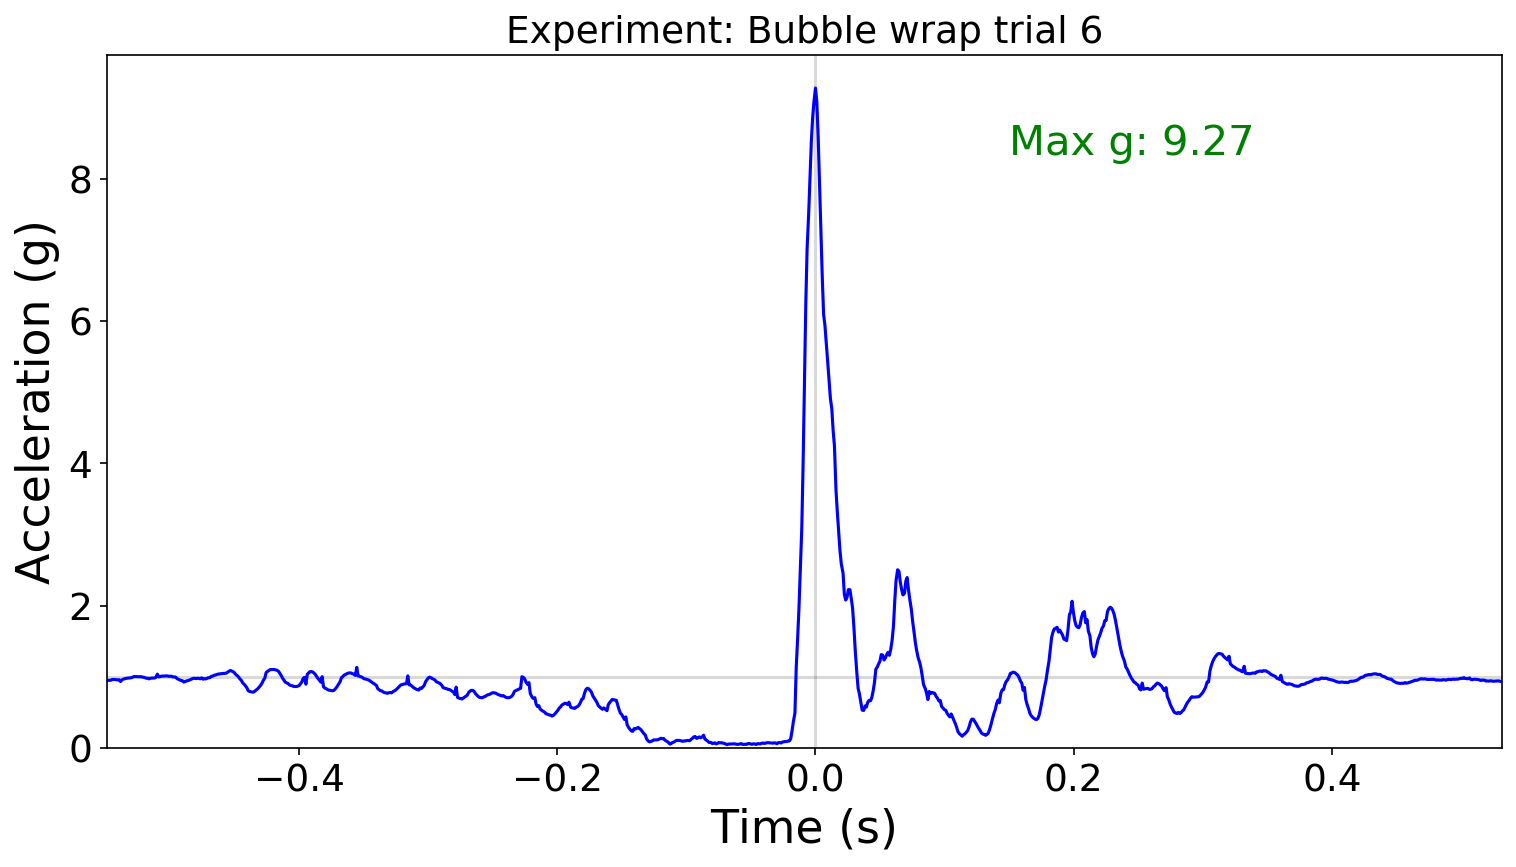 Experiment: Bubble wrap trial 6
Max g: 9.27
Acceleration (g)
8
6
4
2
0
−0.4 −0.2 0.0 0.2 0.4
Time (s)